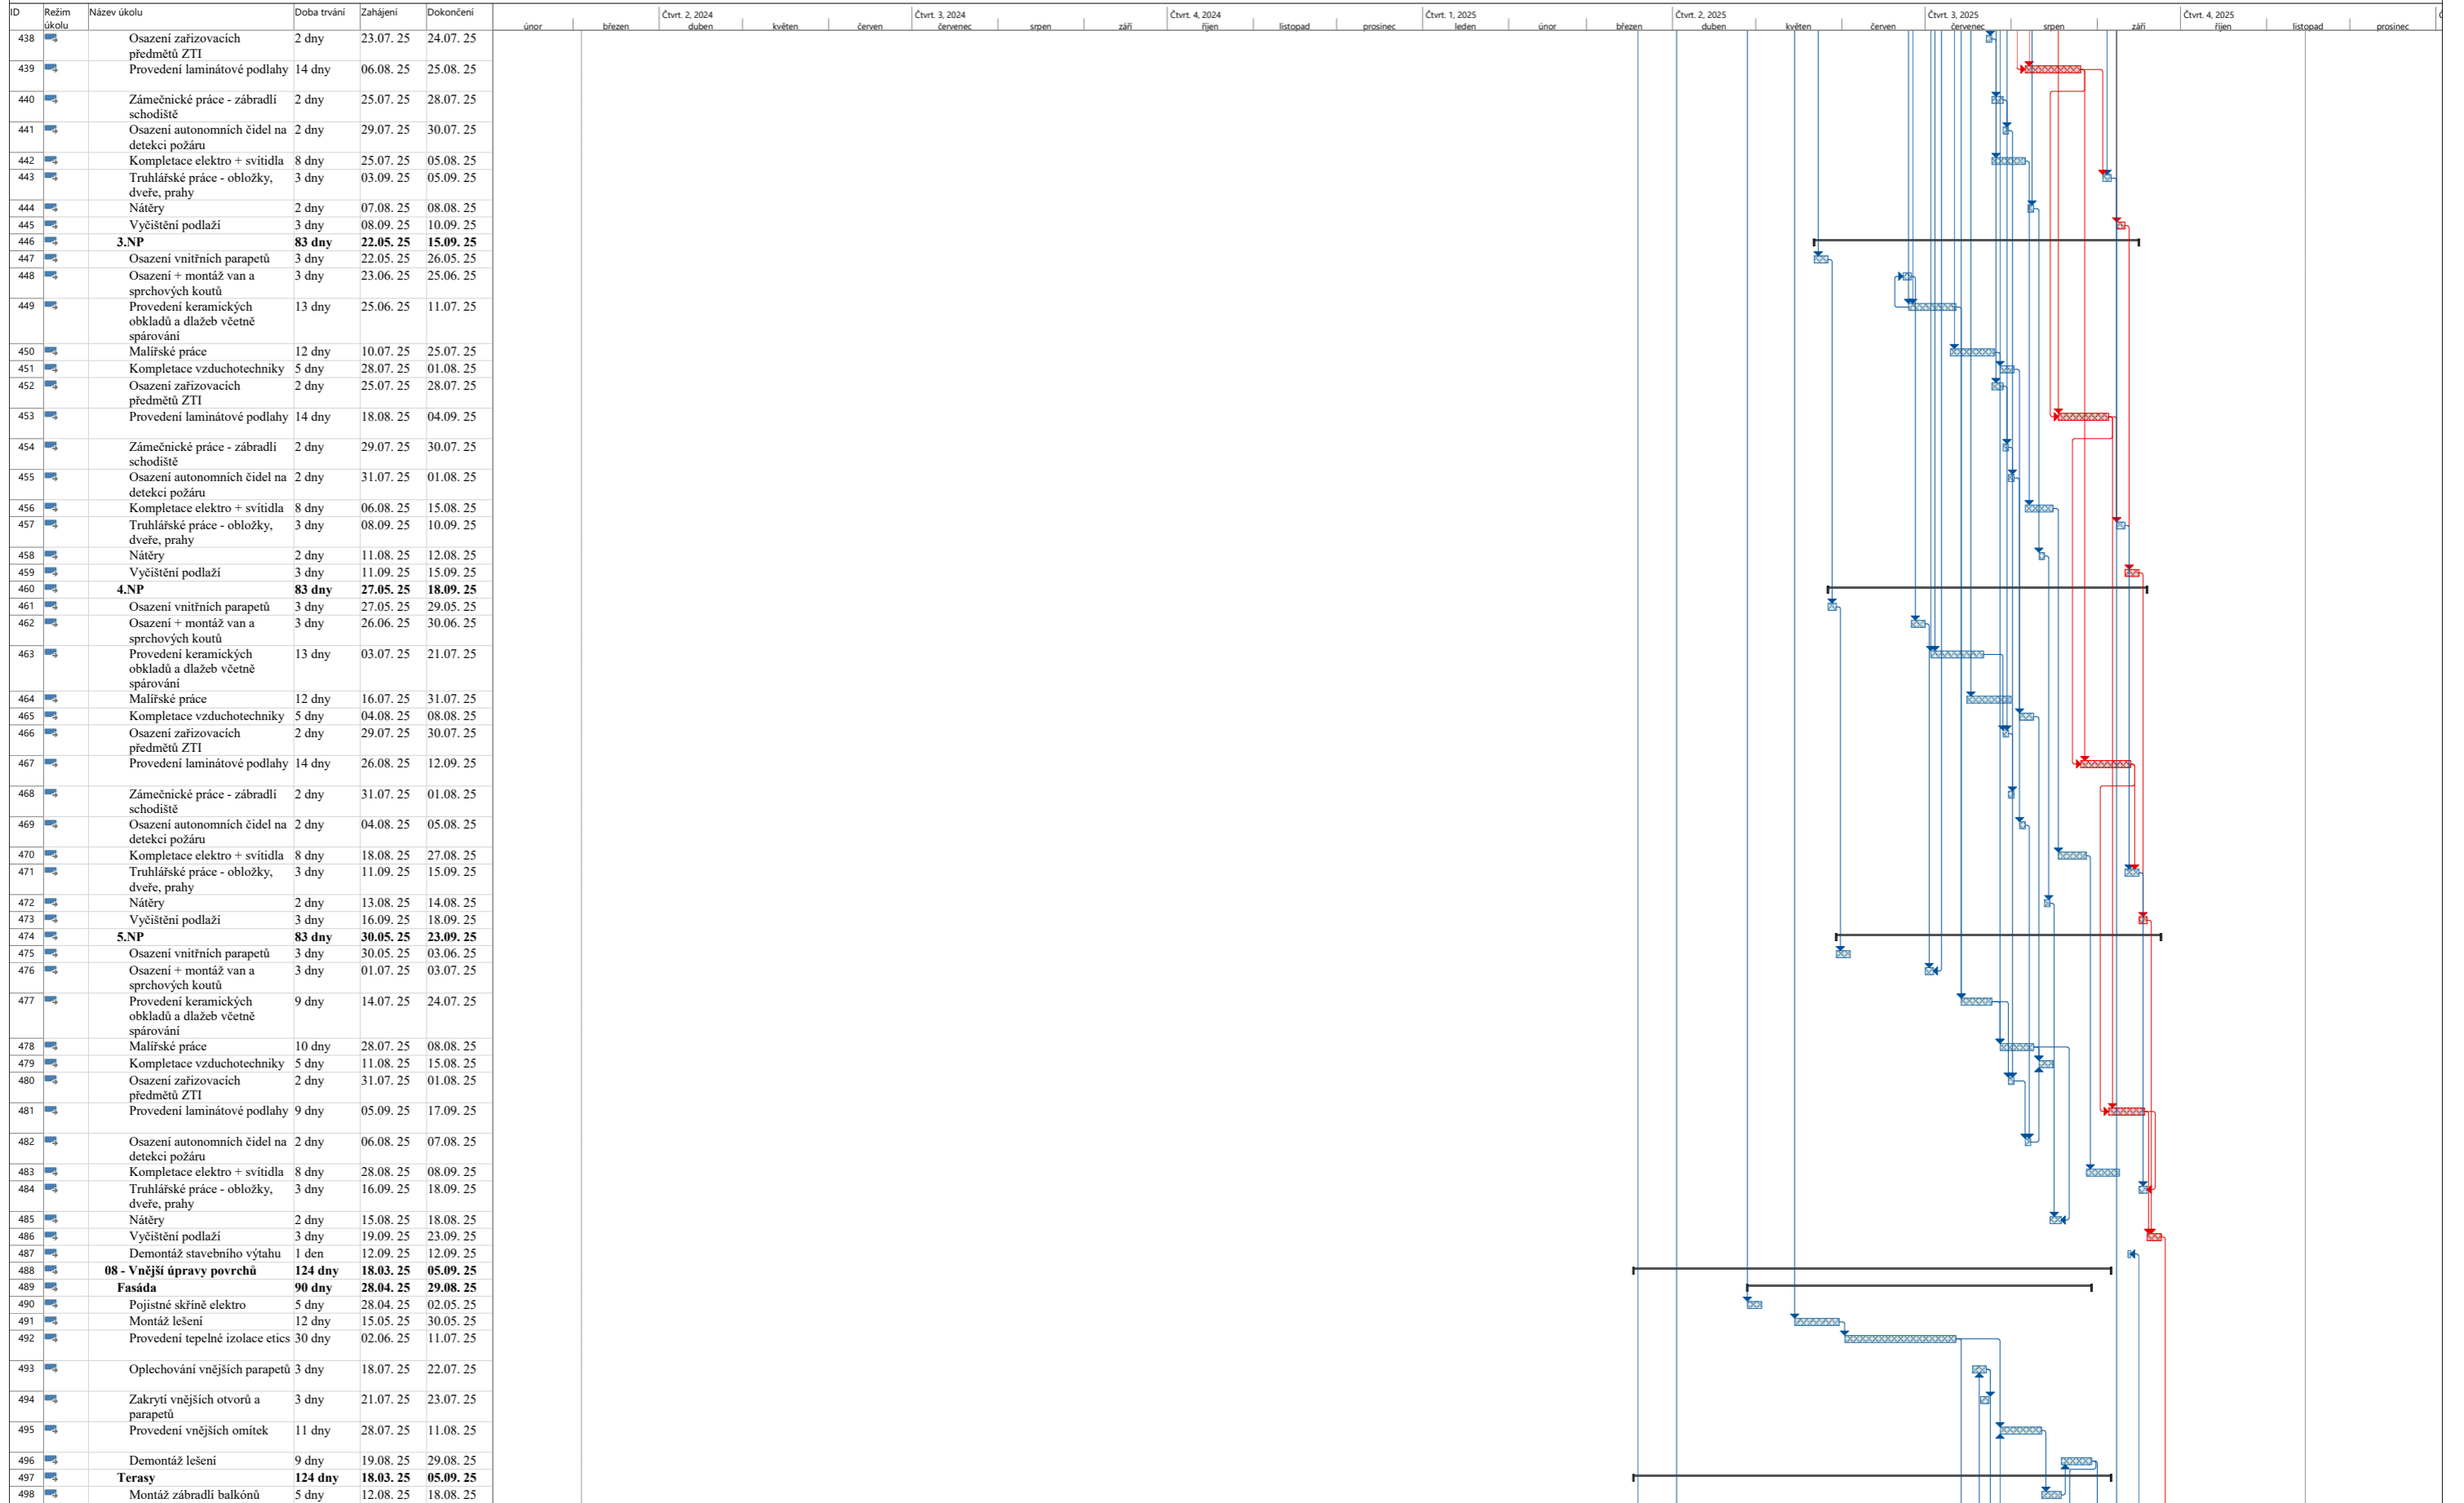 ID Režim Název úkolu Doba trvání Zahájení Dokončení Čtvrt. 2, 2024 Čtvrt. 3, 2024 Čtvrt. 4, 2024 Čtvrt. 1, 2025 Čtvrt. 2, 2025 Čtvrt. 3, 2025 Čtvrt. 4, 2025
úkolu únor březen duben květen červen červenec srpen září říjen listopad prosinec leden únor březen duben květen červen červenec srpen září říjen listopad prosinec
438 Osazení zařizovacích 2 dny 23.07. 25 24.07. 25
předmětů ZTI
439 Provedení laminátové podlahy 14 dny 06.08. 25 25.08. 25
440 Zámečnické práce - zábradlí 2 dny 25.07. 25 28.07. 25
schodiště
441 Osazení autonomních čidel na 2 dny 29.07. 25 30.07. 25
detekci požáru
442 Kompletace elektro + svítidla 8 dny 25.07. 25 05.08. 25
443 Truhlářské práce - obložky, 3 dny 03.09. 25 05.09. 25
dveře, prahy
444 Nátěry 2 dny 07.08. 25 08.08. 25
445 Vyčištění podlaží 3 dny 08.09. 25 10.09. 25
446 3.NP 83 dny 22.05. 25 15.09. 25
447 Osazení vnitřních parapetů 3 dny 22.05. 25 26.05. 25
448 Osazení + montáž van a 3 dny 23.06. 25 25.06. 25
sprchových koutů
449 Provedení keramických 13 dny 25.06. 25 11.07. 25
obkladů a dlažeb včetně
spárování
450 Malířské práce 12 dny 10.07. 25 25.07. 25
451 Kompletace vzduchotechniky 5 dny 28.07. 25 01.08. 25
452 Osazení zařizovacích 2 dny 25.07. 25 28.07. 25
předmětů ZTI
453 Provedení laminátové podlahy 14 dny 18.08. 25 04.09. 25
454 Zámečnické práce - zábradlí 2 dny 29.07. 25 30.07. 25
schodiště
455 Osazení autonomních čidel na 2 dny 31.07. 25 01.08. 25
detekci požáru
456 Kompletace elektro + svítidla 8 dny 06.08. 25 15.08. 25
457 Truhlářské práce - obložky, 3 dny 08.09. 25 10.09. 25
dveře, prahy
458 Nátěry 2 dny 11.08. 25 12.08. 25
459 Vyčištění podlaží 3 dny 11.09. 25 15.09. 25
460 4.NP 83 dny 27.05. 25 18.09. 25
461 Osazení vnitřních parapetů 3 dny 27.05. 25 29.05. 25
462 Osazení + montáž van a 3 dny 26.06. 25 30.06. 25
sprchových koutů
463 Provedení keramických 13 dny 03.07. 25 21.07. 25
obkladů a dlažeb včetně
spárování
464 Malířské práce 12 dny 16.07. 25 31.07. 25
465 Kompletace vzduchotechniky 5 dny 04.08. 25 08.08. 25
466 Osazení zařizovacích 2 dny 29.07. 25 30.07. 25
předmětů ZTI
467 Provedení laminátové podlahy 14 dny 26.08. 25 12.09. 25
468 Zámečnické práce - zábradlí 2 dny 31.07. 25 01.08. 25
schodiště
469 Osazení autonomních čidel na 2 dny 04.08. 25 05.08. 25
detekci požáru
470 Kompletace elektro + svítidla 8 dny 18.08. 25 27.08. 25
471 Truhlářské práce - obložky, 3 dny 11.09. 25 15.09. 25
dveře, prahy
472 Nátěry 2 dny 13.08. 25 14.08. 25
473 Vyčištění podlaží 3 dny 16.09. 25 18.09. 25
474 5.NP 83 dny 30.05. 25 23.09. 25
475 Osazení vnitřních parapetů 3 dny 30.05. 25 03.06. 25
476 Osazení + montáž van a 3 dny 01.07. 25 03.07. 25
sprchových koutů
477 Provedení keramických 9 dny 14.07. 25 24.07. 25
obkladů a dlažeb včetně
spárování
478 Malířské práce 10 dny 28.07. 25 08.08. 25
479 Kompletace vzduchotechniky 5 dny 11.08. 25 15.08. 25
480 Osazení zařizovacích 2 dny 31.07. 25 01.08. 25
předmětů ZTI
481 Provedení laminátové podlahy 9 dny 05.09. 25 17.09. 25
482 Osazení autonomních čidel na 2 dny 06.08. 25 07.08. 25
detekci požáru
483 Kompletace elektro + svítidla 8 dny 28.08. 25 08.09. 25
484 Truhlářské práce - obložky, 3 dny 16.09. 25 18.09. 25
dveře, prahy
485 Nátěry 2 dny 15.08. 25 18.08. 25
486 Vyčištění podlaží 3 dny 19.09. 25 23.09. 25
487 Demontáž stavebního výtahu 1 den 12.09. 25 12.09. 25
488 08 - Vnější úpravy povrchů 124 dny 18.03. 25 05.09. 25
489 Fasáda 90 dny 28.04. 25 29.08. 25
490 Pojistné skříně elektro 5 dny 28.04. 25 02.05. 25
491 Montáž lešení 12 dny 15.05. 25 30.05. 25
492 Provedení tepelné izolace etics 30 dny 02.06. 25 11.07. 25
493 Oplechování vnějších parapetů 3 dny 18.07. 25 22.07. 25
494 Zakrytí vnějších otvorů a 3 dny 21.07. 25 23.07. 25
parapetů
495 Provedení vnějších omítek 11 dny 28.07. 25 11.08. 25
496 Demontáž lešení 9 dny 19.08. 25 29.08. 25
497 Terasy 124 dny 18.03. 25 05.09. 25
498 Montáž zábradlí balkónů 5 dny 12.08. 25 18.08. 25